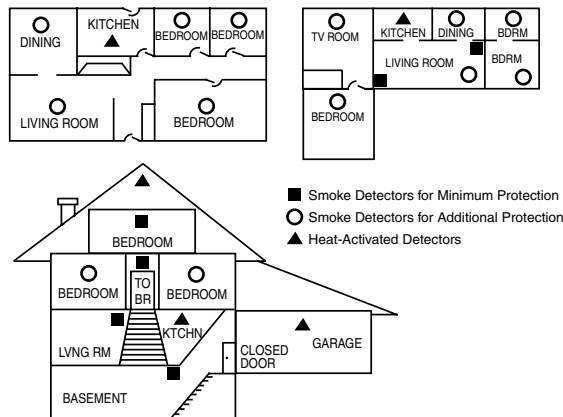 DINING
KITCHEN
BEDROOM
BEDROOM
LIVING ROOM
BEDROOM
TV ROOM
KITCHEN
DINING
BDRM
LIVING ROOM
BDRM
BEDROOM
Smoke Detectors for Minimum Protection
Smoke Detectors for Additional Protection
Heat-Activated Detectors
BEDROOM
BEDROOM
TO
BR
BEDROOM
LVNG RM
KTCHN
CLOSED
DOOR
GARAGE
BASEMENT